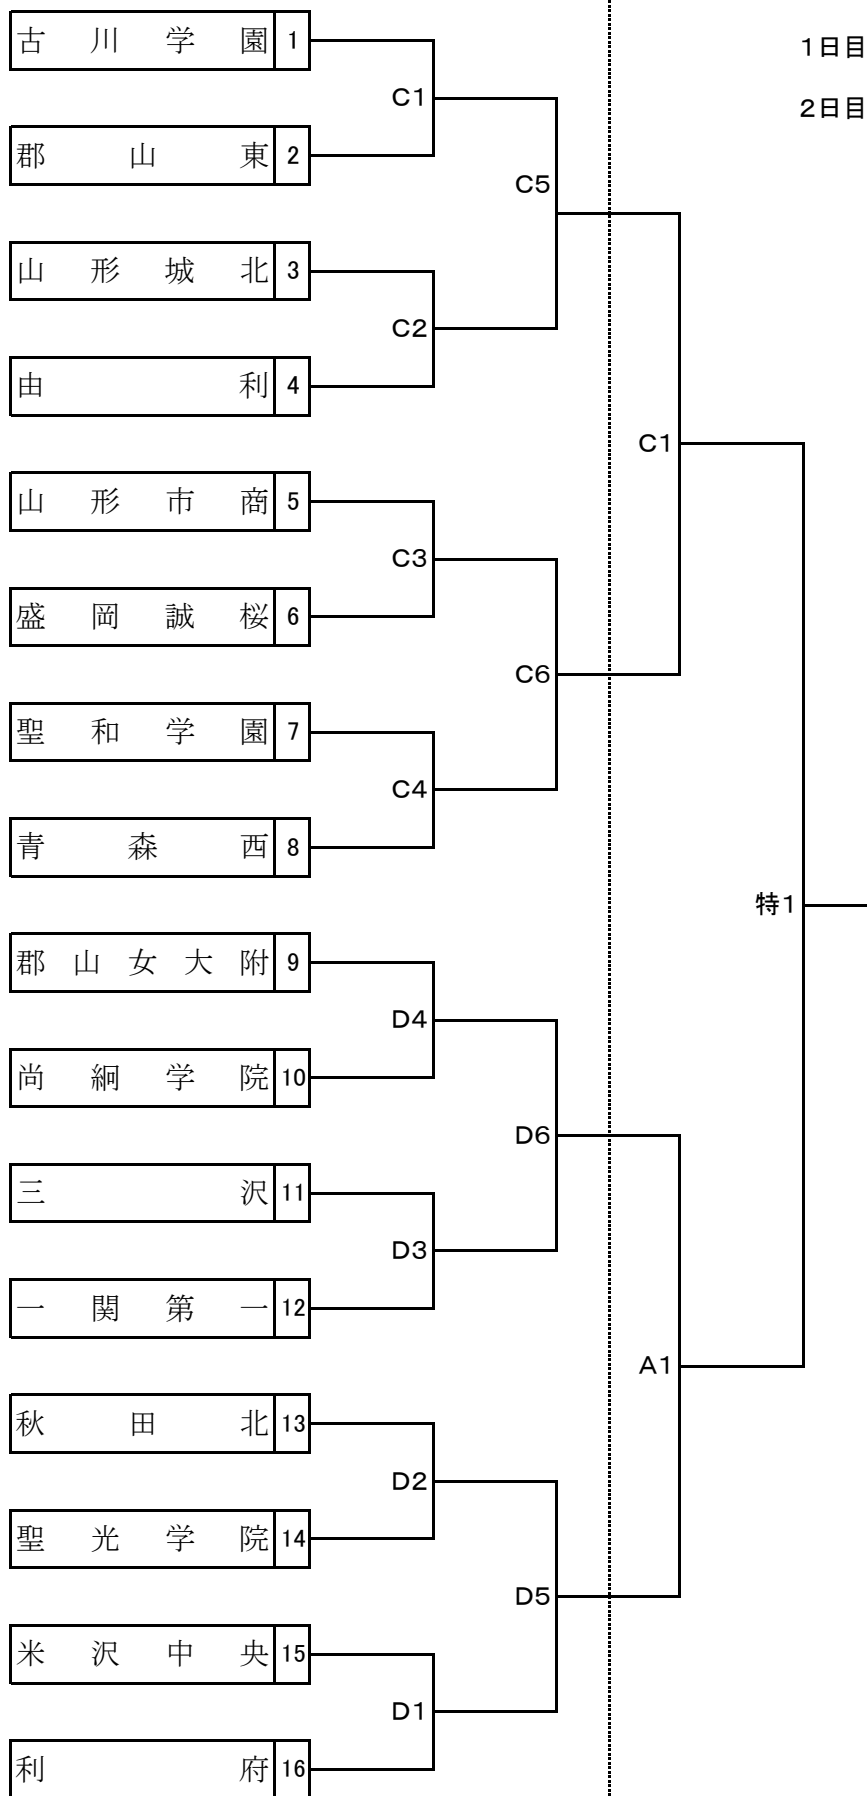 古川学園 1
1日目
C1
2日目
郡山東 2
C5
山形城北 3
C2
由利 4
C1
山形市商 5
C3
盛岡誠桜 6
C6
聖和学園 7
C4
青森西 8
特1
郡山女大附 9
D4
尚絅学院 10
D6
三沢 11
D3
一関第一 12
A1
秋田北 13
D2
聖光学院 14
D5
米沢中央 15
D1
利府 16